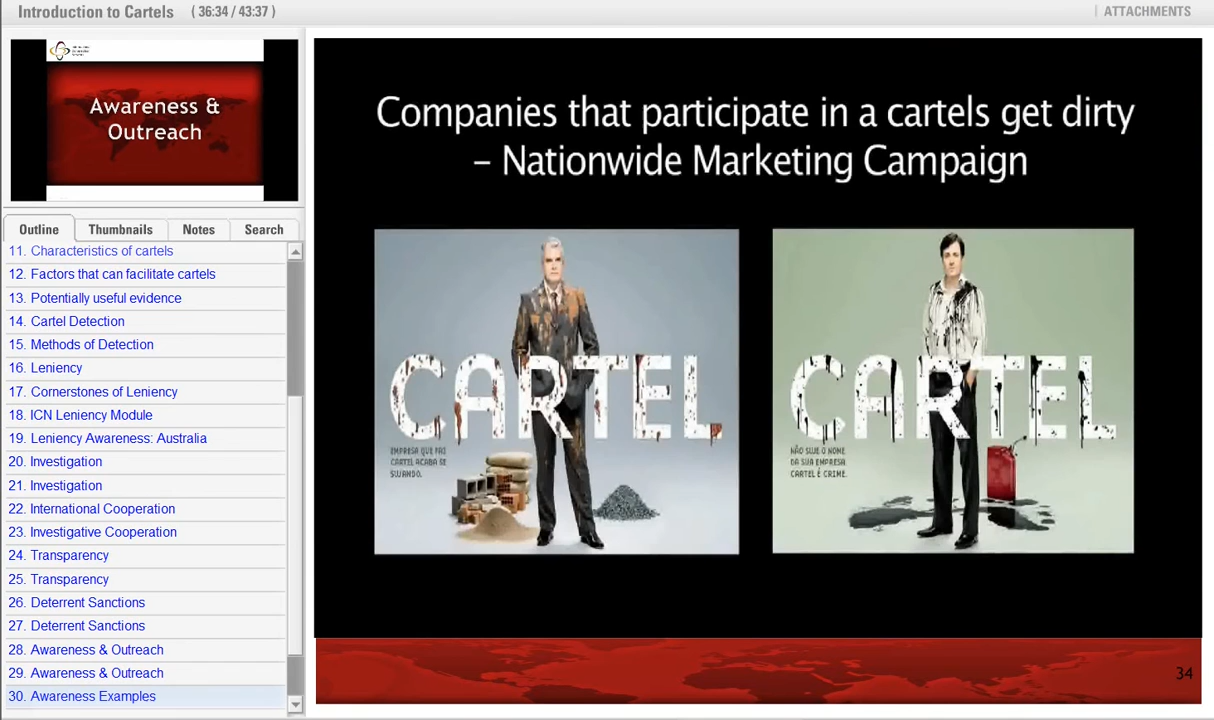 Introduction to Cartels ( 36:34 / 43:37 )
ATTACHMENTS
Awareness &
Outreach
Outline Thumbnails Notes Search
11. Characteristics of cartels
12. Factors that can facilitate cartels
13. Potentially useful evidence
14. Cartel Detection
15. Methods of Detection
16. Leniency
17. Cornerstones of Leniency
18. ICN Leniency Module
19. Leniency Awareness: Australia
20. Investigation
21. Investigation
22. International Cooperation
23. Investigative Cooperation
24. Transparency
25. Transparency
26. Deterrent Sanctions
27. Deterrent Sanctions
28. Awareness & Outreach
29. Awareness & Outreach
30. Awareness Examples
Companies that participate in a cartels get dirty
– Nationwide Marketing Campaign
CARTEL
EMPRESA QUE FAZ
CARTEL ACABA SE
SUJANDO.
CARTEL
NÃO SUJE O NOME
DA SUA EMPRESA.
CARTEL É CRIME.
34